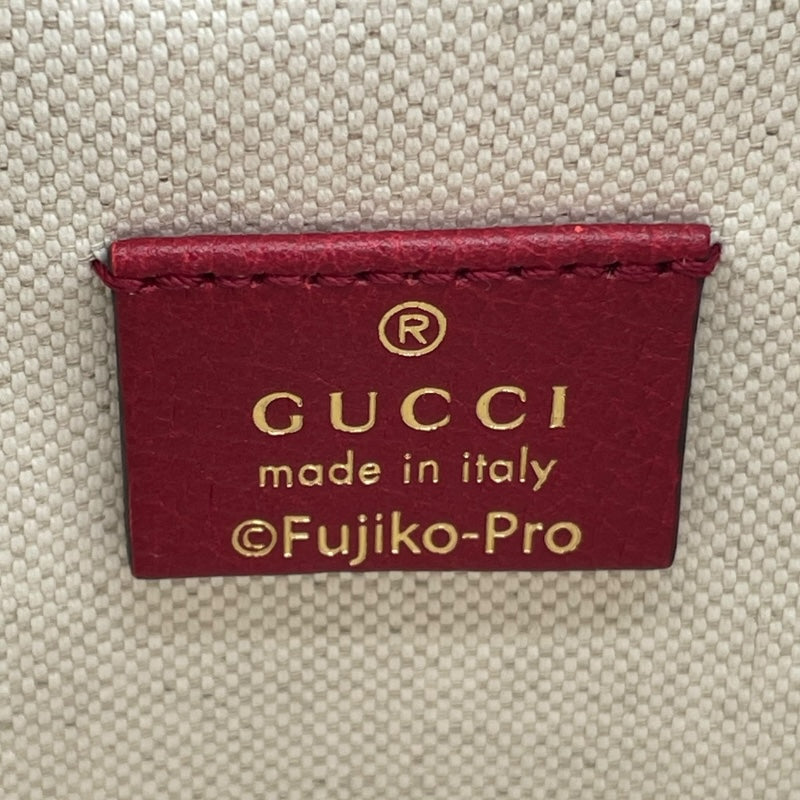 ®
GUCCI
made in italy
©Fujiko-Pro